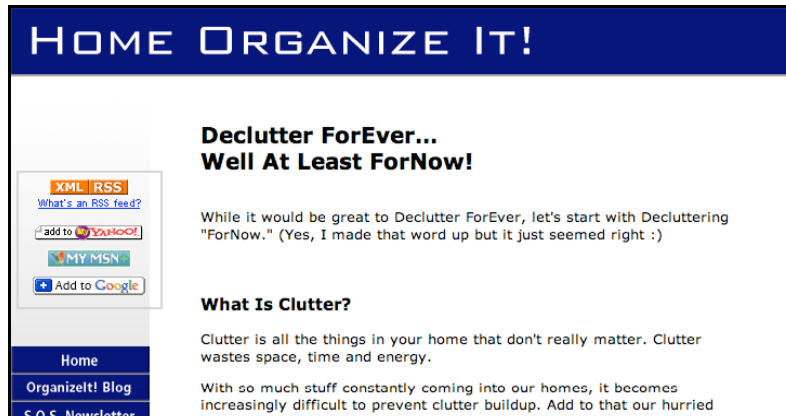 HOME ORGANIZE IT!
Declutter ForEver...
Well At Least ForNow!
XML RSS
What's an RSS feed?
add to MY YAHOO!
MY MSN
Add to Google
While it would be great to Declutter ForEver, let's start with Decluttering
"ForNow." (Yes, I made that word up but it just seemed right :)
What Is Clutter?
Clutter is all the things in your home that don't really matter. Clutter
wastes space, time and energy.
With so much stuff constantly coming into our homes, it becomes
increasingly difficult to prevent clutter buildup. Add to that our hurried
Home
OrganizeIt! Blog
S.O.S. Newsletter